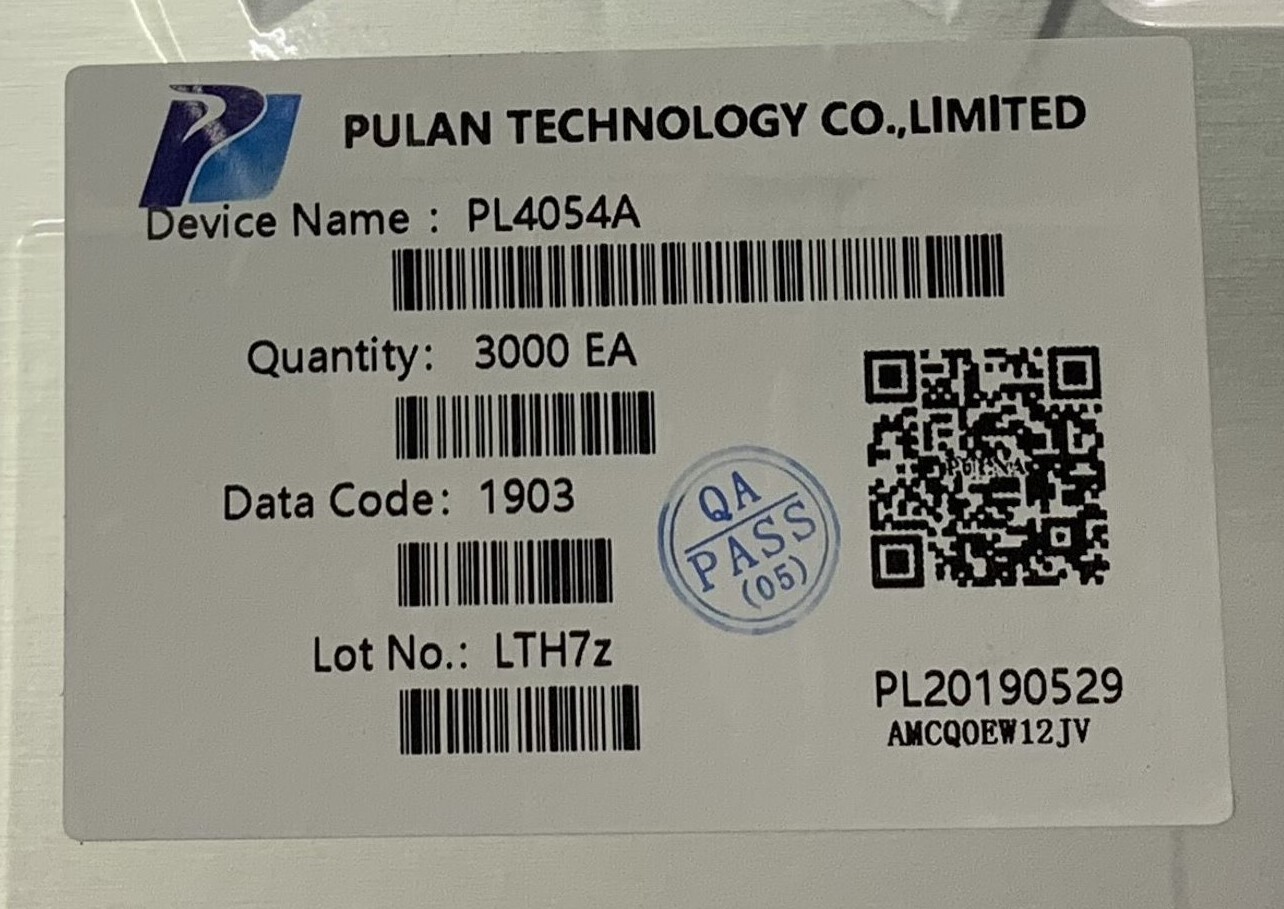 PULAN TECHNOLOGY CO.,LIMITED
Device Name : PL4054A
Quantity: 3000 EA
Data Code: 1903
Lot No.: LTH7z
QA
PASS
(05)
PL20190529
AMCQOEW12JV